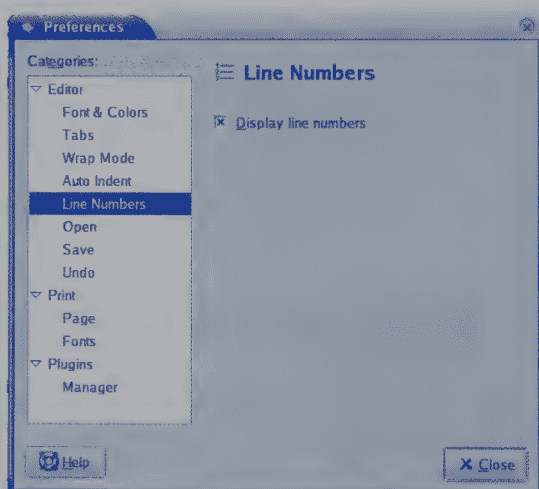 Preferences
Categories:
Editor
Font & Colors
Tabs
Wrap Mode
Auto Indent
Line Numbers
Open
Save
Undo
Print
Page
Fonts
Plugins
Manager
Line Numbers
Display line numbers
Help
Close